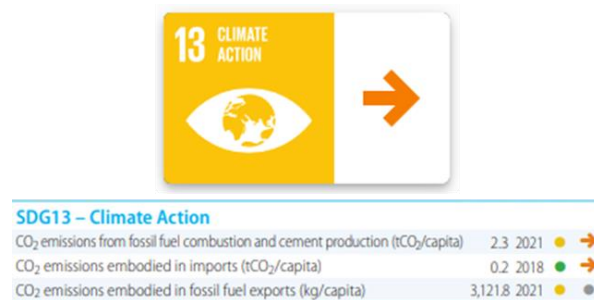 13 CLIMATE
ACTION
SDG13 – Climate Action
CO₂ emissions from fossil fuel combustion and cement production (tCO₂/capita) 2.3 2021
CO₂ emissions embodied in imports (tCO₂/capita) 0.2 2018
CO₂ emissions embodied in fossil fuel exports (kg/capita) 3,121.8 2021